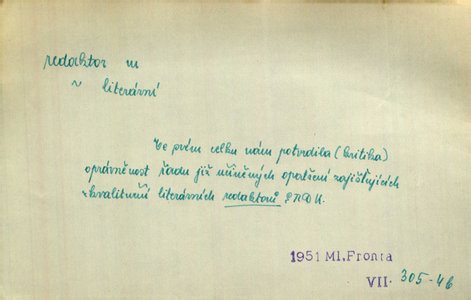 redaktor m
v literární
Ve svém celku nám potvrdila (kritika)
oprávněnost řadu již učiněných opatření zajišťujících
zkvalitnění literárních redaktorů SNDK.
1951 Ml. Fronta
VII. 305-46